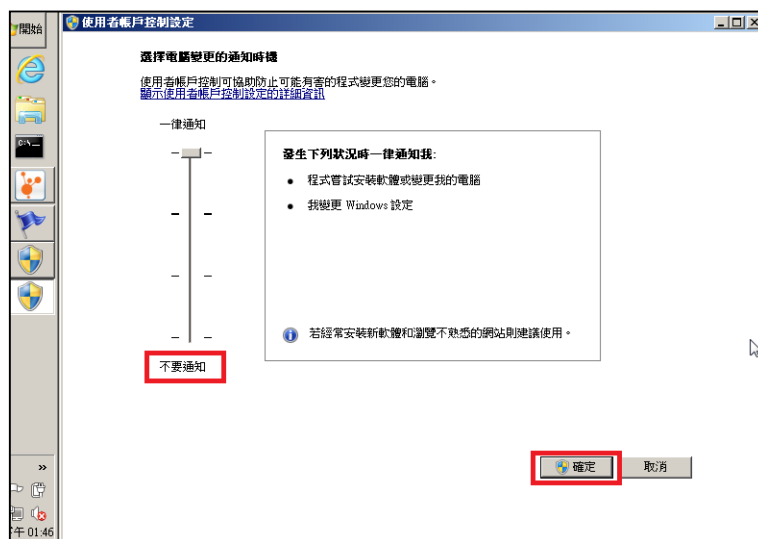 開始
使用者帳戶控制設定
選擇電腦變更的通知時機
使用者帳戶控制可協助防止可能有害的程式變更您的電腦。
顯示使用者帳戶控制設定的詳細資訊
一律通知
發生下列狀況時一律通知我:
• 程式嘗試安裝軟體或變更我的電腦
• 我變更 Windows 設定
若經常安裝新軟體和瀏覽不熟悉的網站則建議使用。
不要通知
確定
取消
»
午 01:46